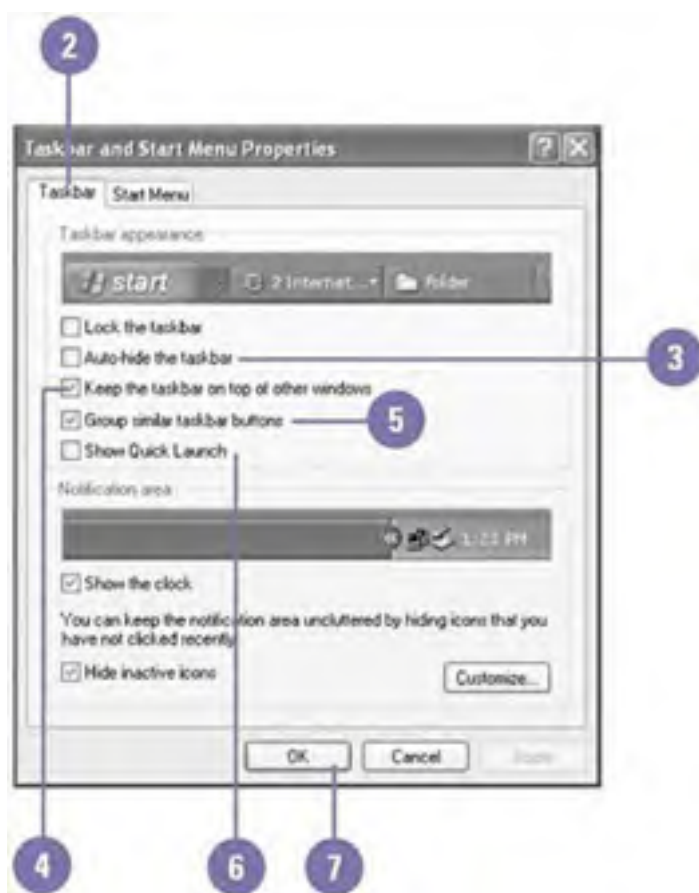 2
Taskbar and Start Menu Properties
Taskbar Start Menu
Taskbar appearance
start 2 Internet... Folder
Lock the taskbar
Auto-hide the taskbar
3
Keep the taskbar on top of other windows
Group similar taskbar buttons
5
Show Quick Launch
Notification area
1:23 PM
Show the clock
You can keep the notification area uncluttered by hiding icons that you
have not clicked recently.
Hide inactive icons
Customize...
OK Cancel Apply
4 6 7